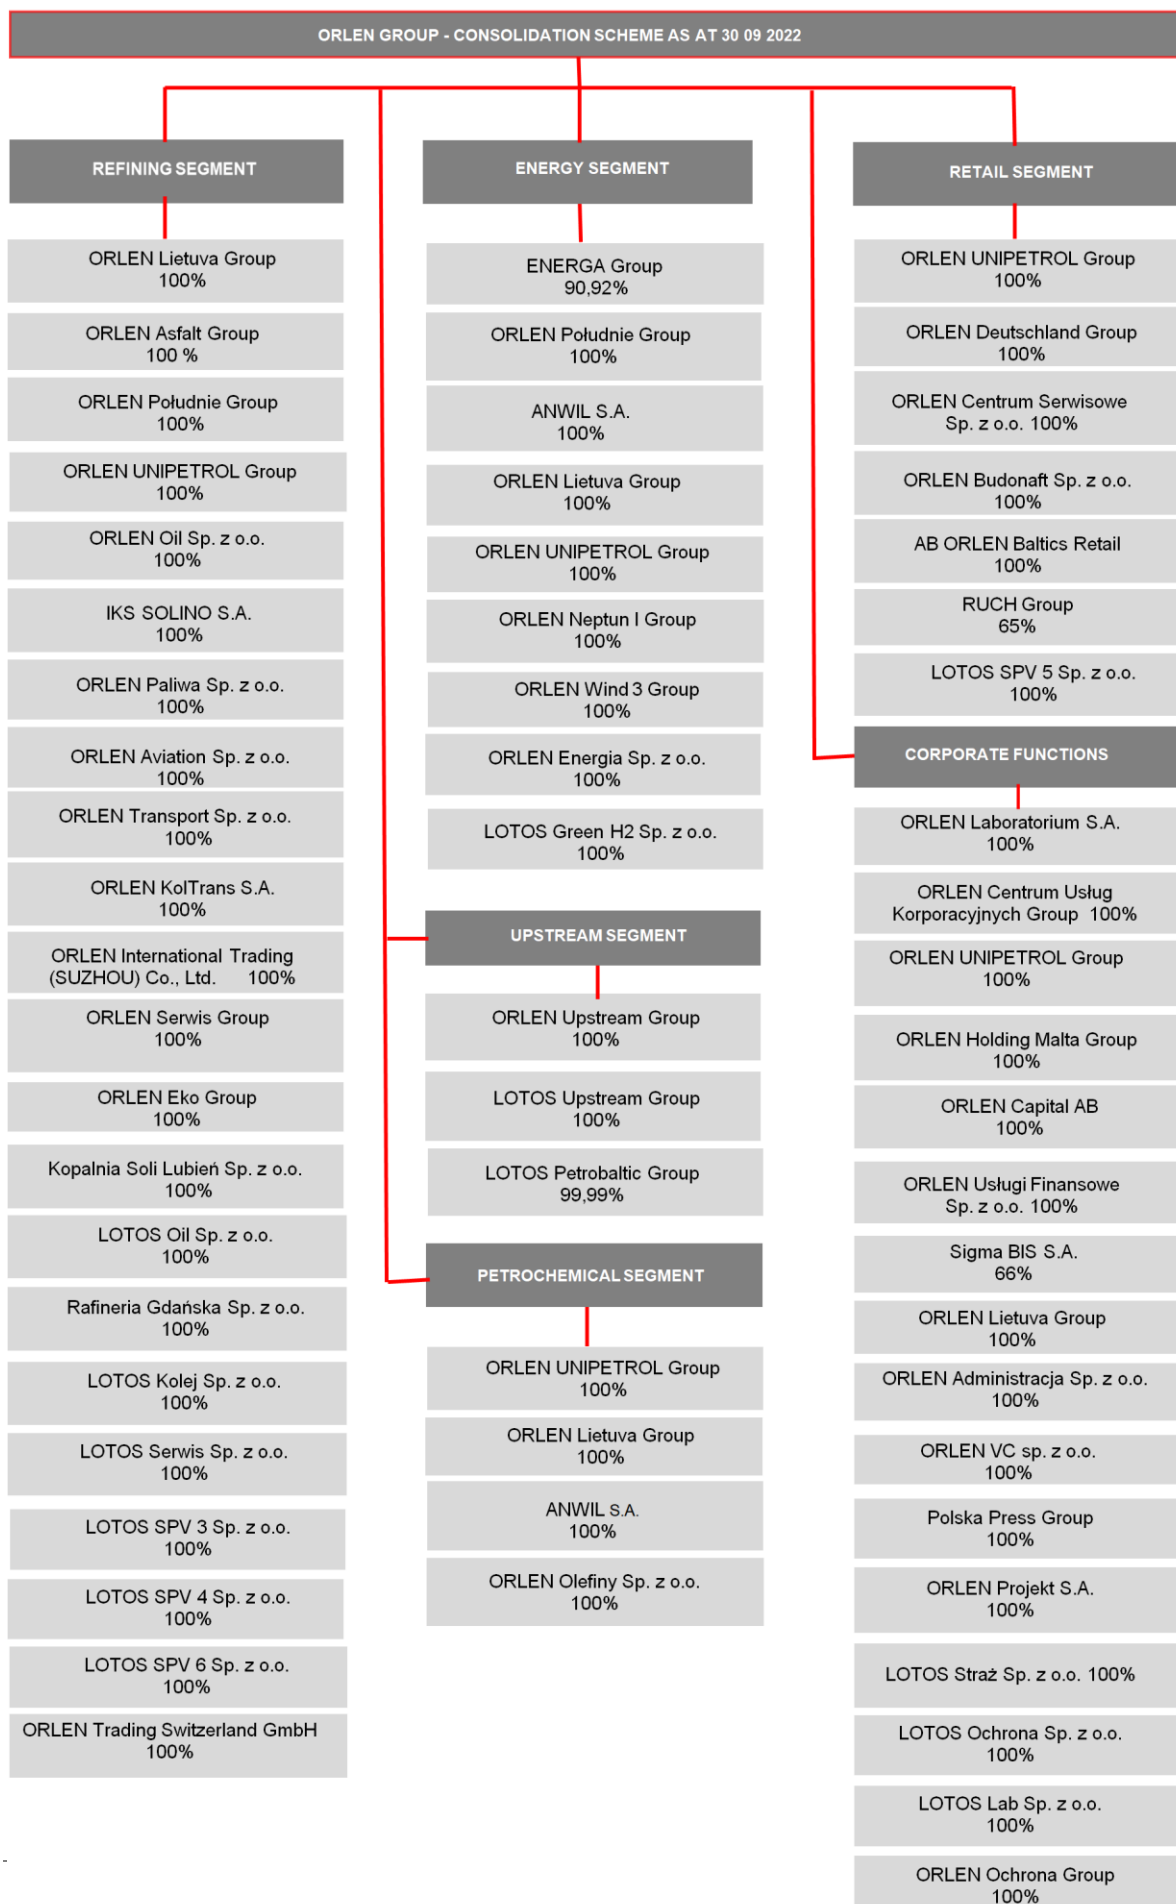 ORLEN GROUP - CONSOLIDATION SCHEME AS AT 30 09 2022
REFINING SEGMENT
ORLEN Lietuva Group
100%
ORLEN Asfalt Group
100 %
ORLEN Południe Group
100%
ORLEN UNIPETROL Group
100%
ORLEN Oil Sp. z o.o.
100%
IKS SOLINO S.A.
100%
ORLEN Paliwa Sp. z o.o.
100%
ORLEN Aviation Sp. z o.o.
100%
ORLEN Transport Sp. z o.o.
100%
ORLEN KolTrans S.A.
100%
ORLEN International Trading
(SUZHOU) Co., Ltd. 100%
ORLEN Serwis Group
100%
ORLEN Eko Group
100%
Kopalnia Soli Lubień Sp. z o.o.
100%
LOTOS Oil Sp. z o.o.
100%
Rafineria Gdańska Sp. z o.o.
100%
LOTOS Kolej Sp. z o.o.
100%
LOTOS Serwis Sp. z o.o.
100%
LOTOS SPV 3 Sp. z o.o.
100%
LOTOS SPV 4 Sp. z o.o.
100%
LOTOS SPV 6 Sp. z o.o.
100%
ORLEN Trading Switzerland GmbH
100%
ENERGY SEGMENT
ENERGA Group
90,92%
ORLEN Południe Group
100%
ANWIL S.A.
100%
ORLEN Lietuva Group
100%
ORLEN UNIPETROL Group
100%
ORLEN Neptun I Group
100%
ORLEN Wind 3 Group
100%
ORLEN Energia Sp. z o.o.
100%
LOTOS Green H2 Sp. z o.o.
100%
UPSTREAM SEGMENT
ORLEN Upstream Group
100%
LOTOS Upstream Group
100%
LOTOS Petrobaltic Group
99,99%
PETROCHEMICAL SEGMENT
ORLEN UNIPETROL Group
100%
ORLEN Lietuva Group
100%
ANWIL S.A.
100%
ORLEN Olefiny Sp. z o.o.
100%
RETAIL SEGMENT
ORLEN UNIPETROL Group
100%
ORLEN Deutschland Group
100%
ORLEN Centrum Serwisowe
Sp. z o.o. 100%
ORLEN Budonaft Sp. z o.o.
100%
AB ORLEN Baltics Retail
100%
RUCH Group
65%
LOTOS SPV 5 Sp. z o.o.
100%
CORPORATE FUNCTIONS
ORLEN Laboratorium S.A.
100%
ORLEN Centrum Usług
Korporacyjnych Group 100%
ORLEN UNIPETROL Group
100%
ORLEN Holding Malta Group
100%
ORLEN Capital AB
100%
ORLEN Usługi Finansowe
Sp. z o.o. 100%
Sigma BIS S.A.
66%
ORLEN Lietuva Group
100%
ORLEN Administracja Sp. z o.o.
100%
ORLEN VC sp. z o.o.
100%
Polska Press Group
100%
ORLEN Projekt S.A.
100%
LOTOS Straż Sp. z o.o. 100%
LOTOS Ochrona Sp. z o.o.
100%
LOTOS Lab Sp. z o.o.
100%
ORLEN Ochrona Group
100%